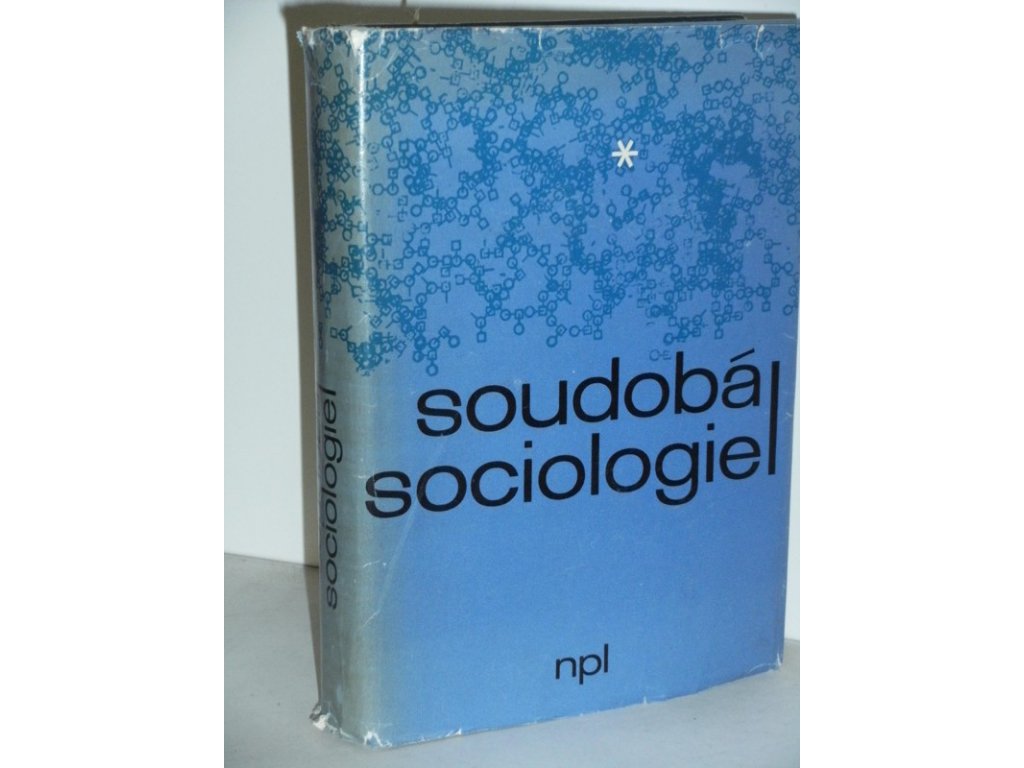 *
soudobá
sociologie I
npl
sociologie I